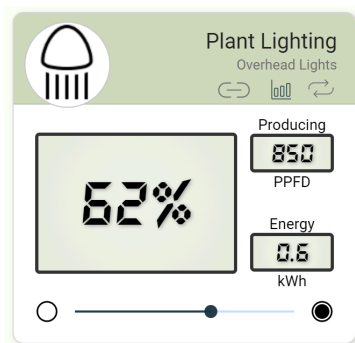 Plant Lighting
Overhead Lights
62%
Producing
850
PPFD
Energy
0.6
kWh